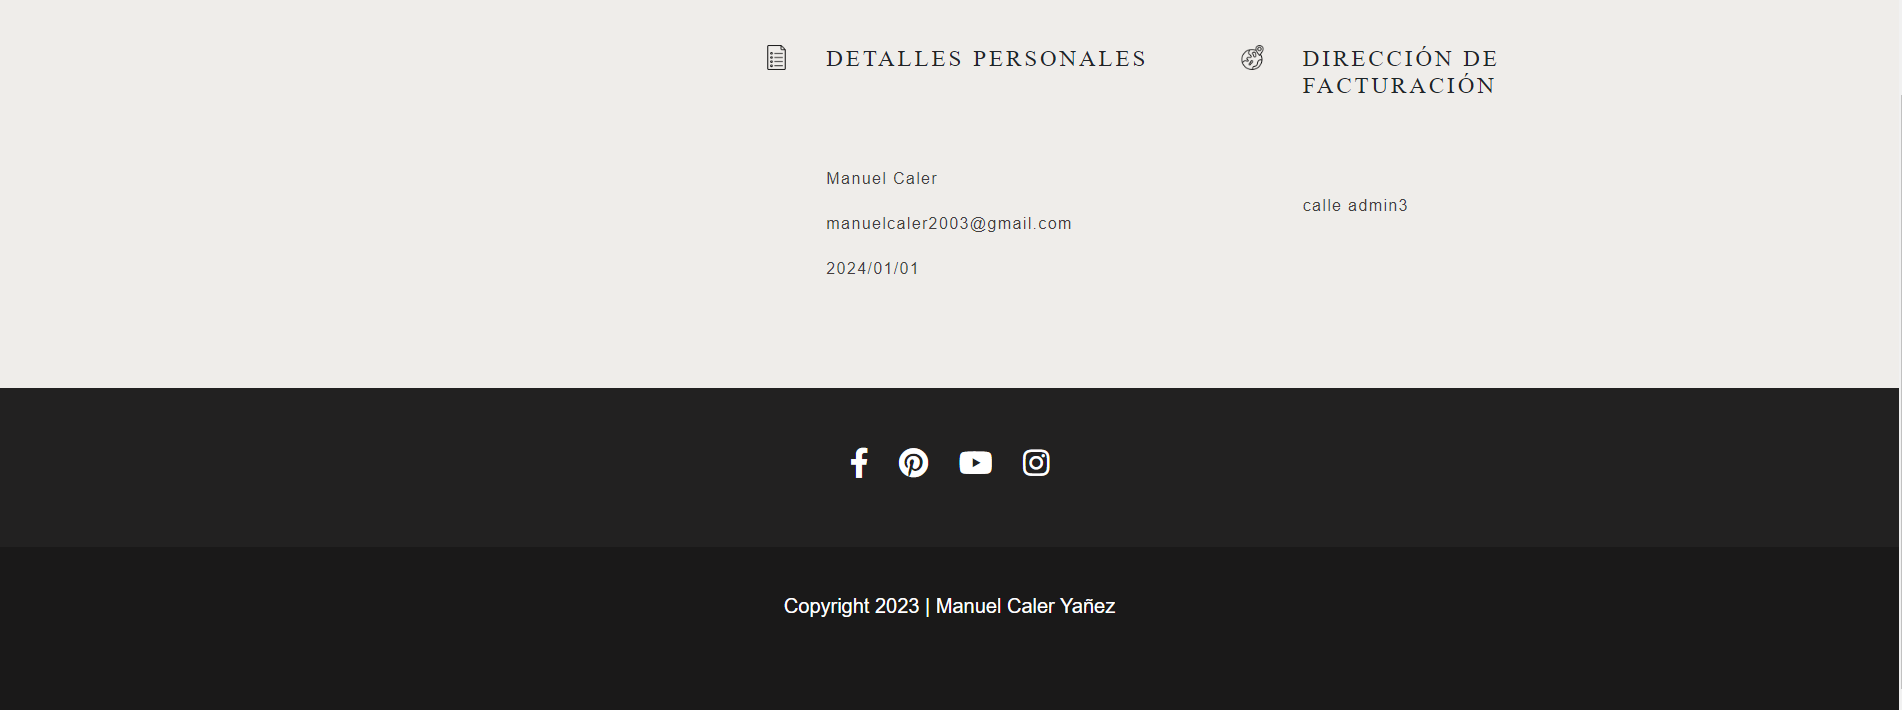 DETALLES PERSONALES
Manuel Caler
manuelcaler2003@gmail.com
2024/01/01
DIRECCIÓN DE
FACTURACIÓN
calle admin3
Copyright 2023 | Manuel Caler Yañez